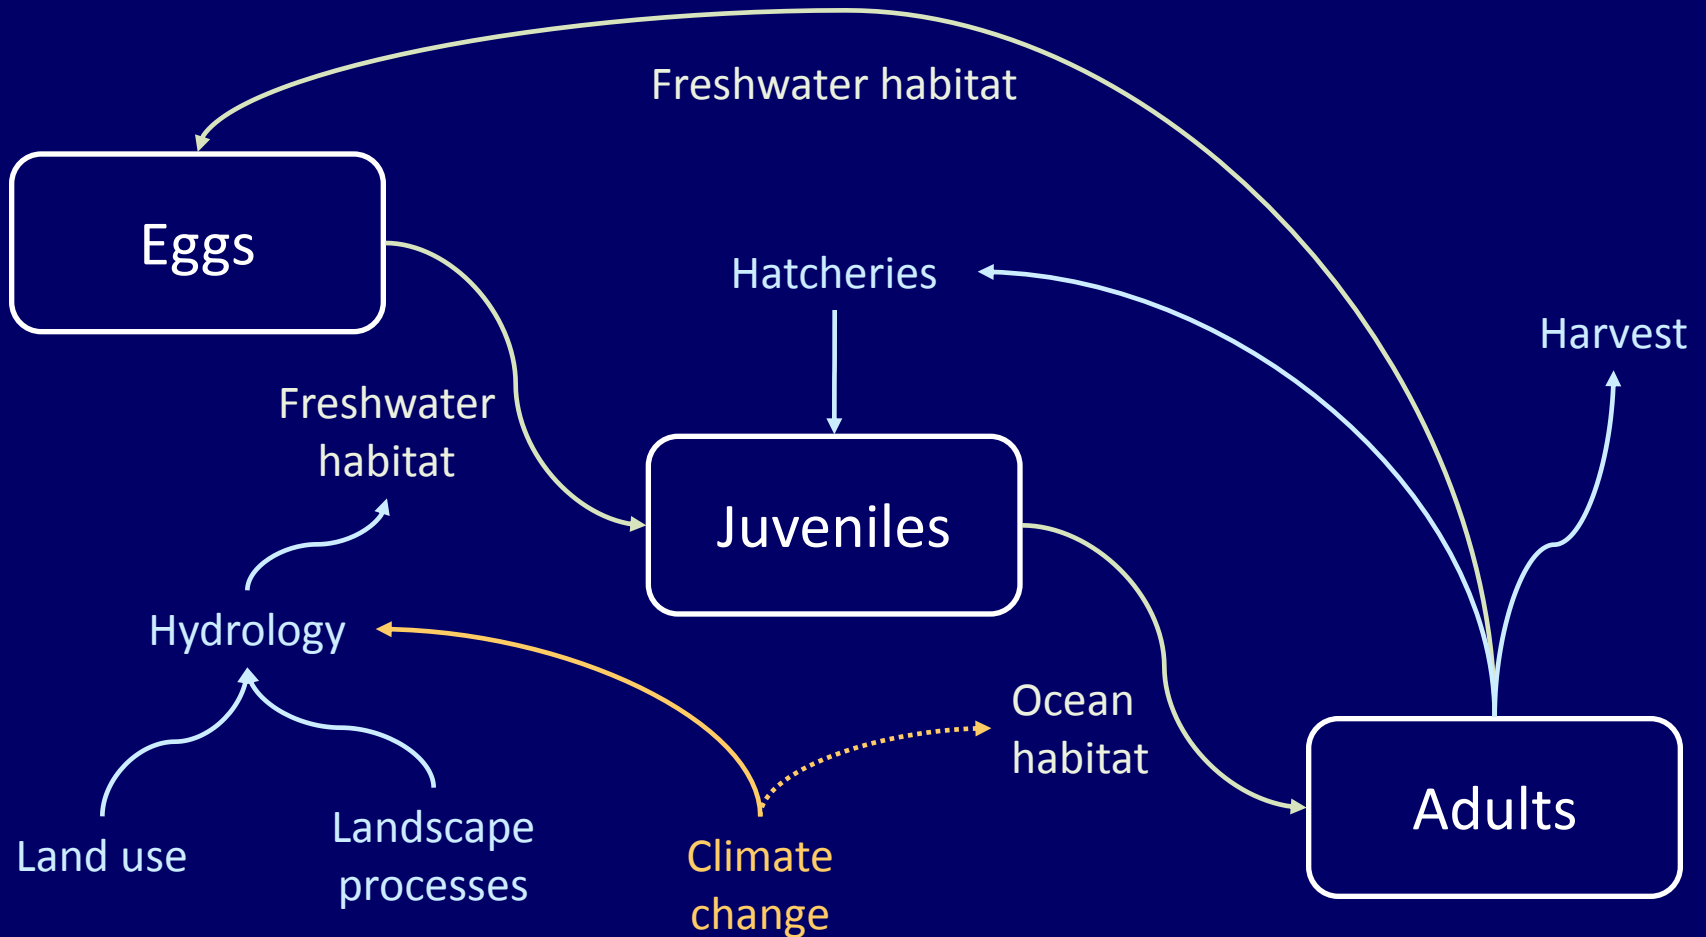 Freshwater habitat
Eggs
Hatcheries
Harvest
Freshwater
habitat
Juveniles
Hydrology
Ocean
habitat
Adults
Land use
Landscape
processes
Climate
change